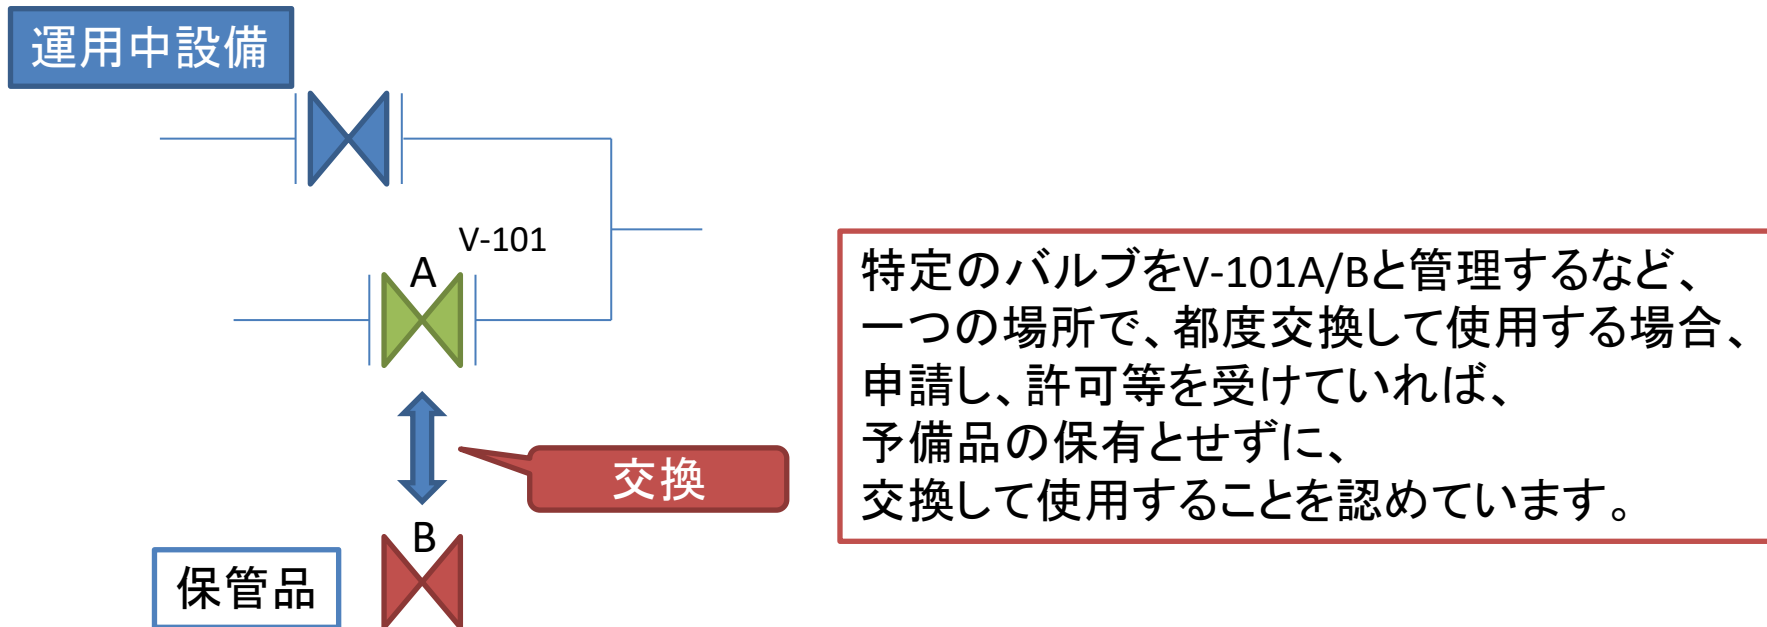 運用中設備
V-101
A
特定のバルブをV-101A/Bと管理するなど、
一つの場所で、都度交換して使用する場合、
申請し、許可等を受けていれば、
予備品の保有とせずに、
交換して使用することを認めています。
交換
B
保管品